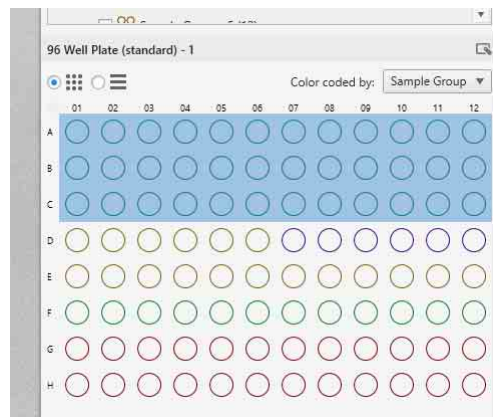 96 Well Plate (standard) - 1
Color coded by: Sample Group
01 02 03 04 05 06 07 08 09 10 11 12
A
B
C
D
E
F
G
H